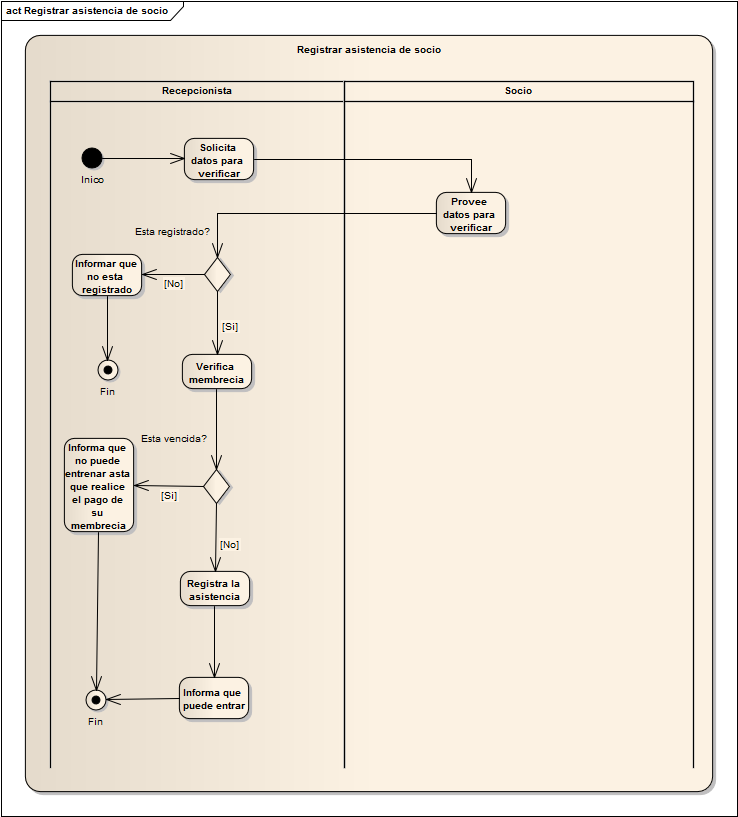 act Registrar asistencia de socio
Registrar asistencia de socio
Recepcionista
Socio
Inico
Solicita
datos para
verificar
Provee
datos para
verificar
Esta registrado?
Informar que
no esta
registrado
[No]
[Si]
Fin
Verifica
membrecia
Esta vencida?
Informa que
no puede
entrenar asta
que realice
el pago de
su
membrecia
[Si]
[No]
Registra la
asistencia
Informa que
puede entrar
Fin